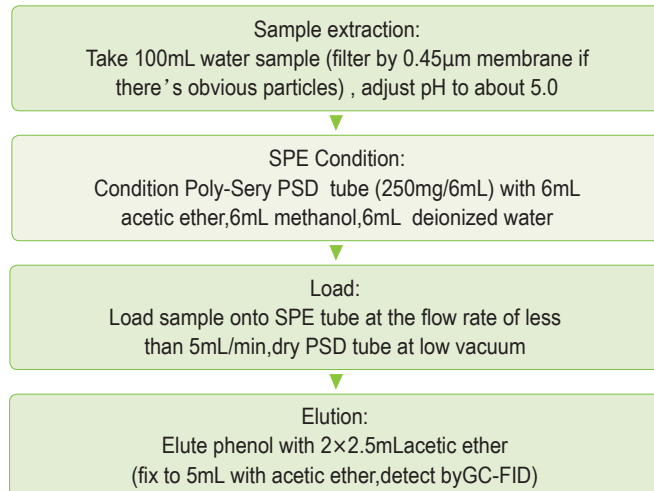 Sample extraction:
Take 100mL water sample (filter by 0.45μm membrane if
there’s obvious particles) , adjust pH to about 5.0
SPE Condition:
Condition Poly-Sery PSD tube (250mg/6mL) with 6mL
acetic ether,6mL methanol,6mL deionized water
Load:
Load sample onto SPE tube at the flow rate of less
than 5mL/min,dry PSD tube at low vacuum
Elution:
Elute phenol with 2×2.5mLacetic ether
(fix to 5mL with acetic ether,detect byGC-FID)